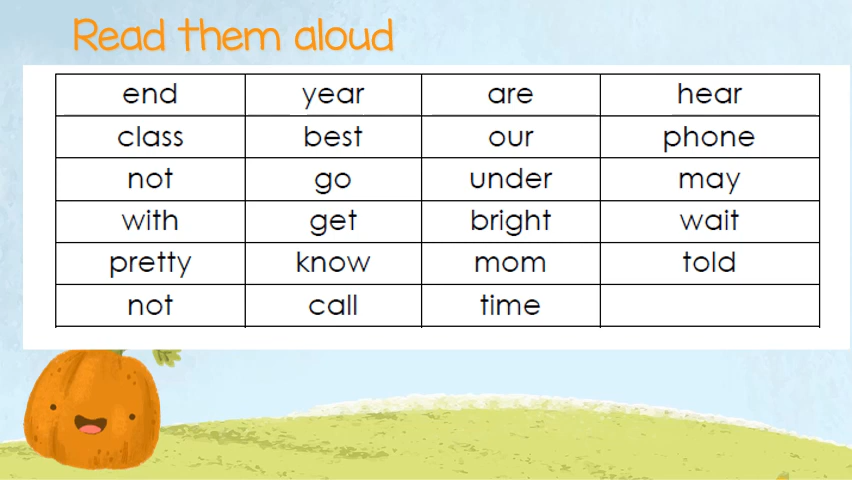 Read them aloud
end year are hear
class best our phone
not go under may
with get bright wait
pretty know mom told
not call time